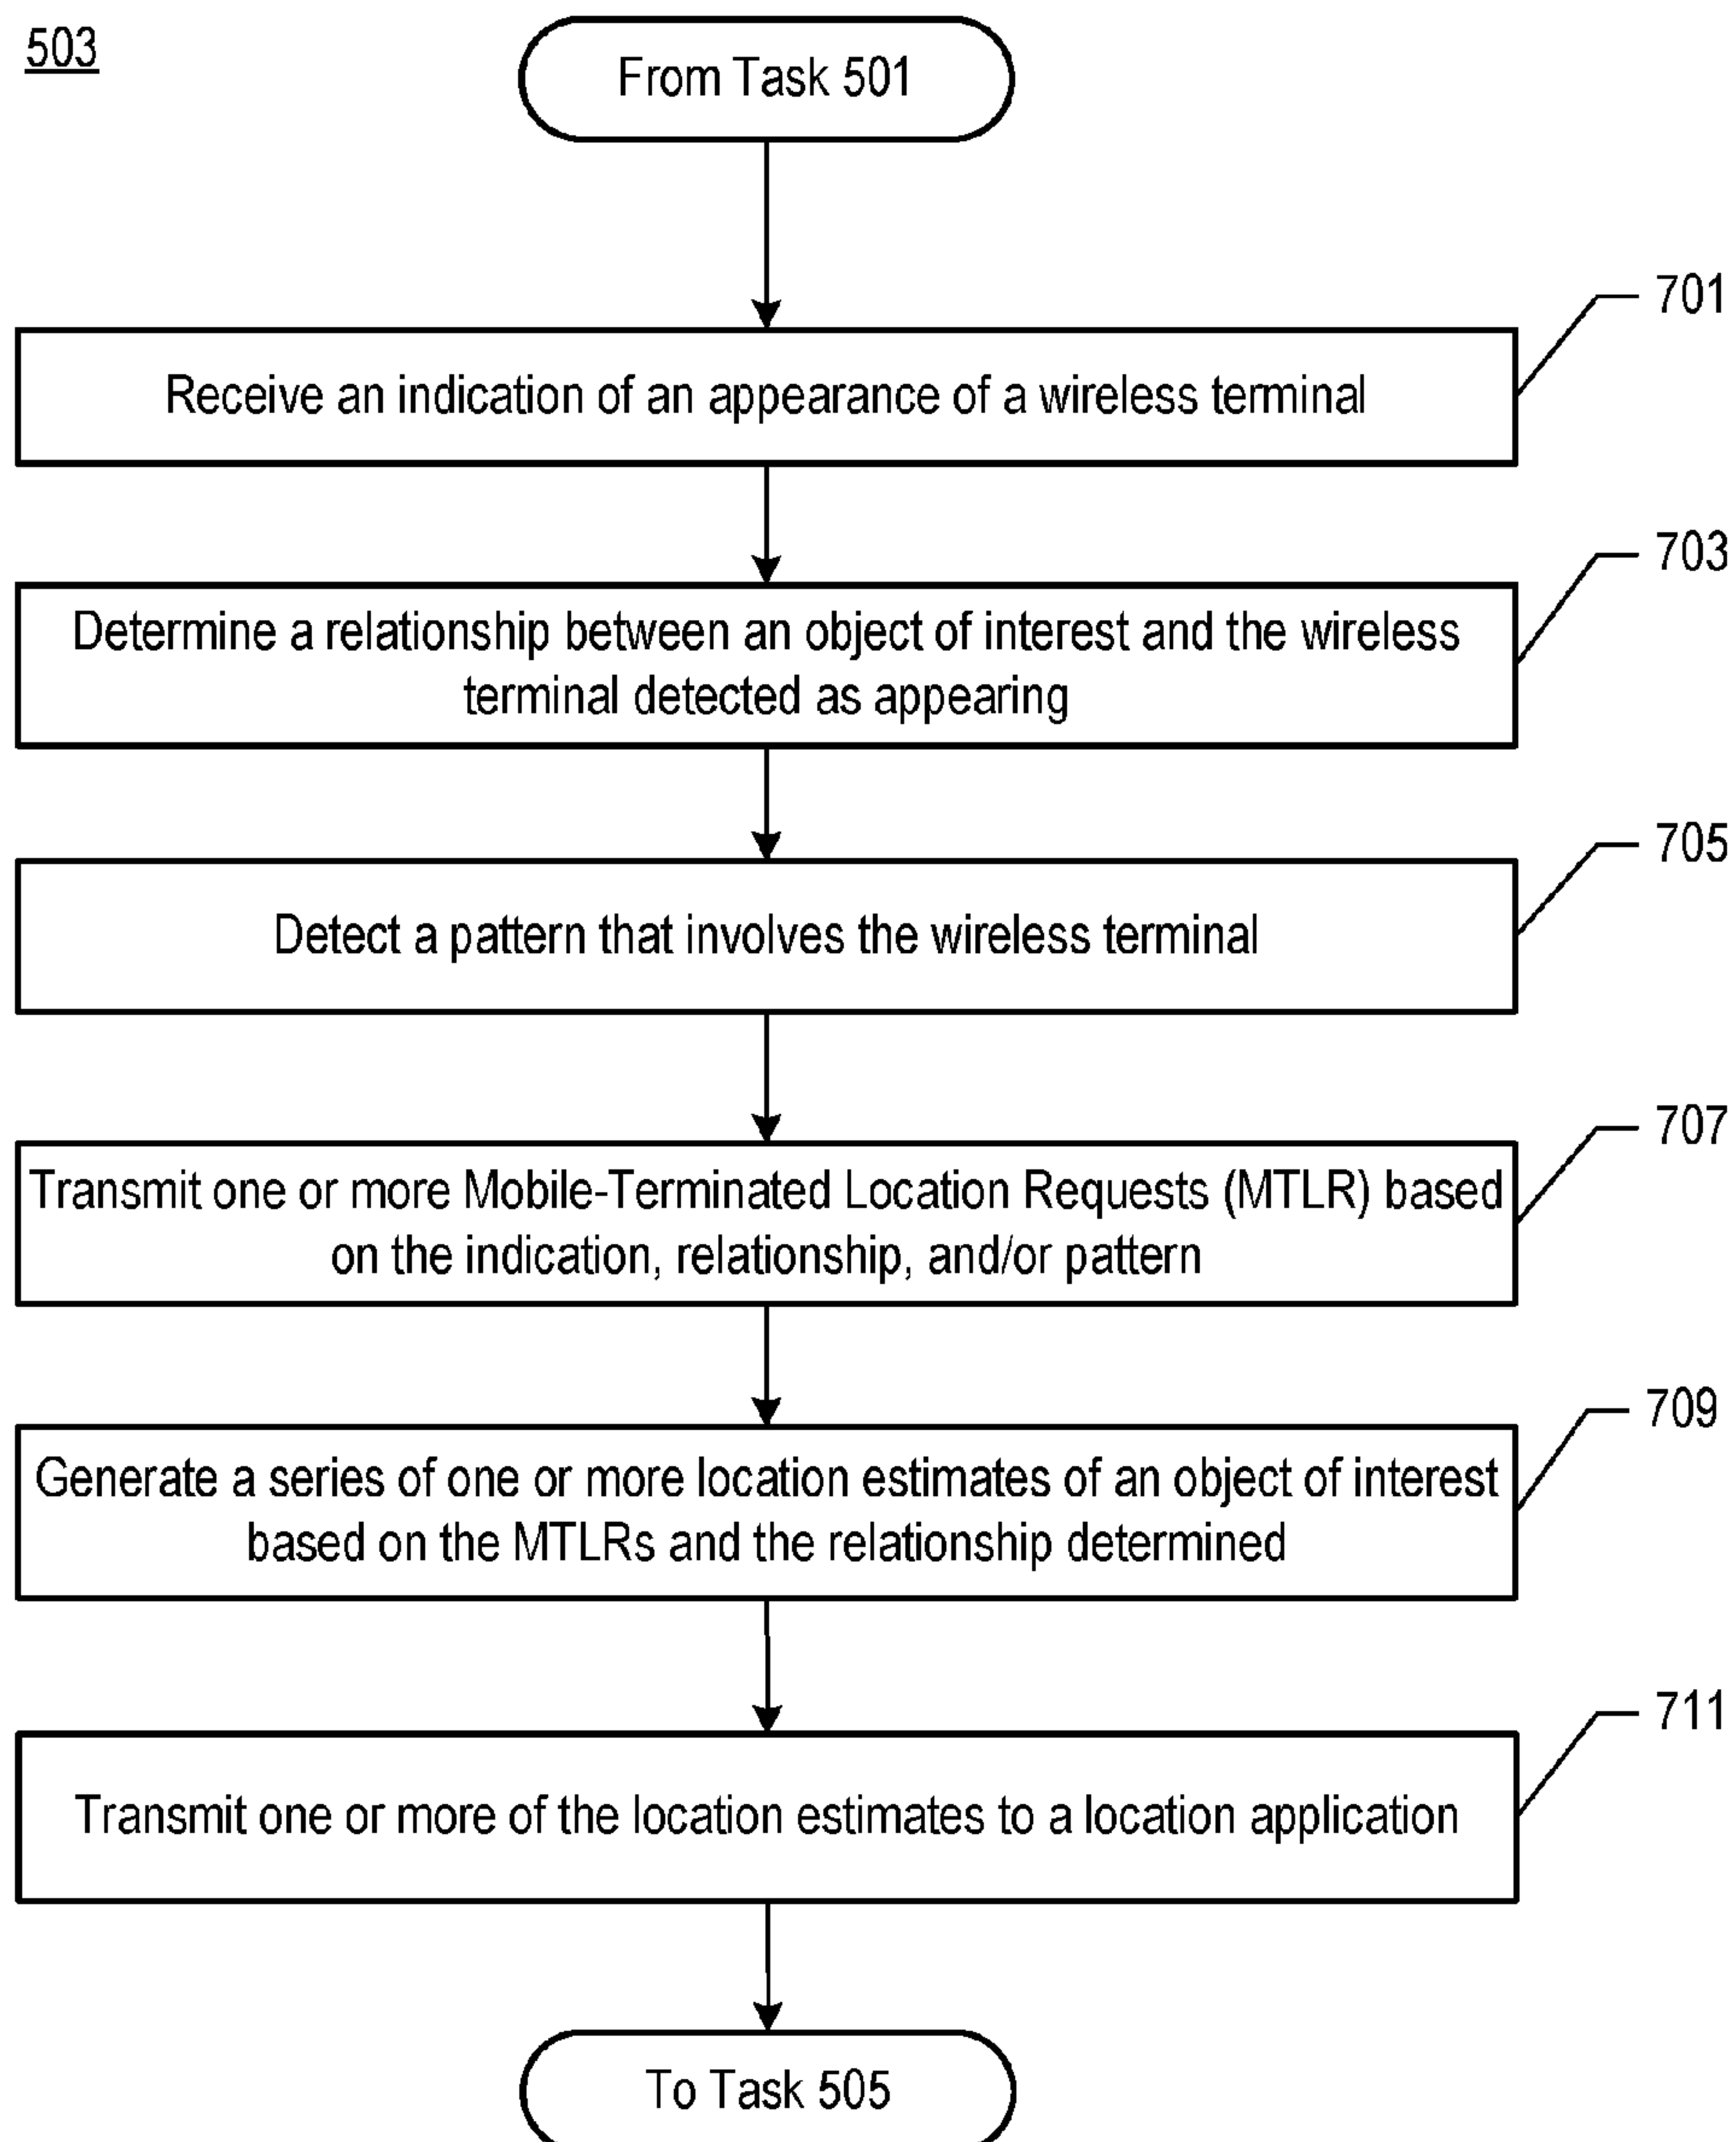 503
From Task 501
701
Receive an indication of an appearance of a wireless terminal
703
Determine a relationship between an object of interest and the wireless
terminal detected as appearing
705
Detect a pattern that involves the wireless terminal
707
Transmit one or more Mobile-Terminated Location Requests (MTLR) based
on the indication, relationship, and/or pattern
709
Generate a series of one or more location estimates of an object of interest
based on the MTLRs and the relationship determined
711
Transmit one or more of the location estimates to a location application
To Task 505